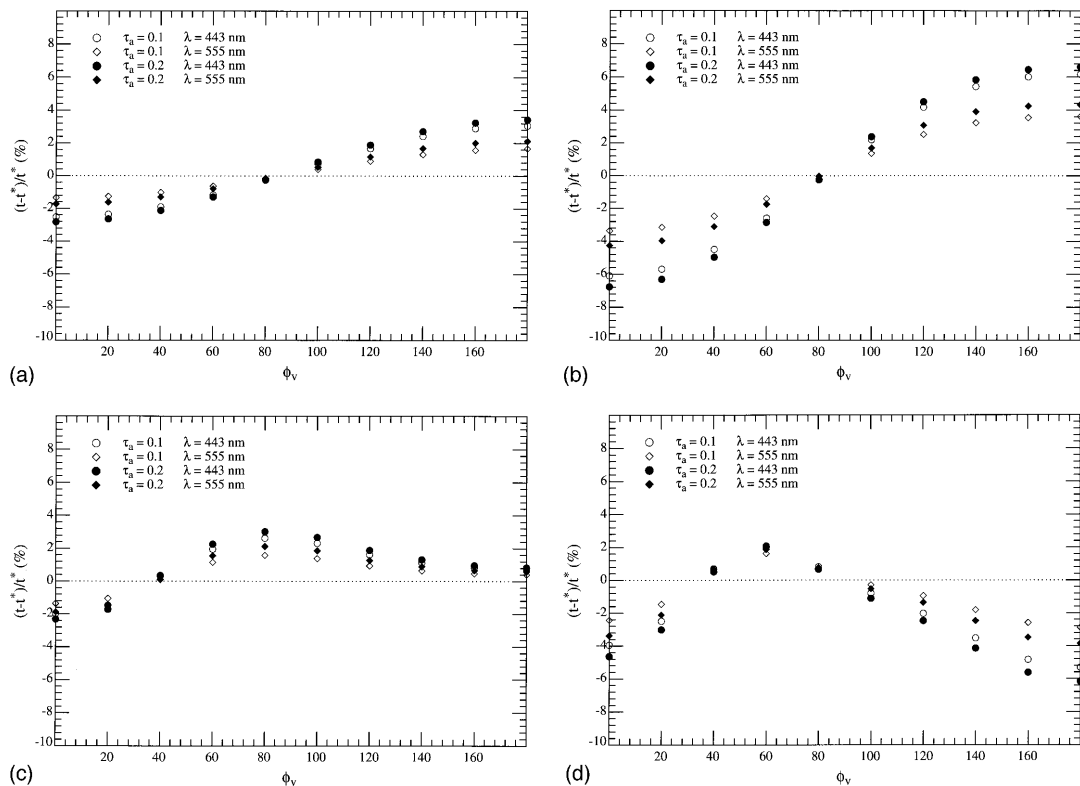 8
6
4
2
0
-2
-4
-6
-8
-10
(t-t*)/t* (%)
τa = 0.1 λ = 443 nm
τa = 0.1 λ = 555 nm
τa = 0.2 λ = 443 nm
τa = 0.2 λ = 555 nm
20 40 60 80 100 120 140 160
ϕv
(a)
8
6
4
2
0
-2
-4
-6
-8
-10
(t-t*)/t* (%)
τa = 0.1 λ = 443 nm
τa = 0.1 λ = 555 nm
τa = 0.2 λ = 443 nm
τa = 0.2 λ = 555 nm
20 40 60 80 100 120 140 160
ϕv
(b)
8
6
4
2
0
-2
-4
-6
-8
-10
(t-t*)/t* (%)
τa = 0.1 λ = 443 nm
τa = 0.1 λ = 555 nm
τa = 0.2 λ = 443 nm
τa = 0.2 λ = 555 nm
20 40 60 80 100 120 140 160
ϕv
(c)
8
6
4
2
0
-2
-4
-6
-8
-10
(t-t*)/t* (%)
τa = 0.1 λ = 443 nm
τa = 0.1 λ = 555 nm
τa = 0.2 λ = 443 nm
τa = 0.2 λ = 555 nm
20 40 60 80 100 120 140 160
ϕv
(d)